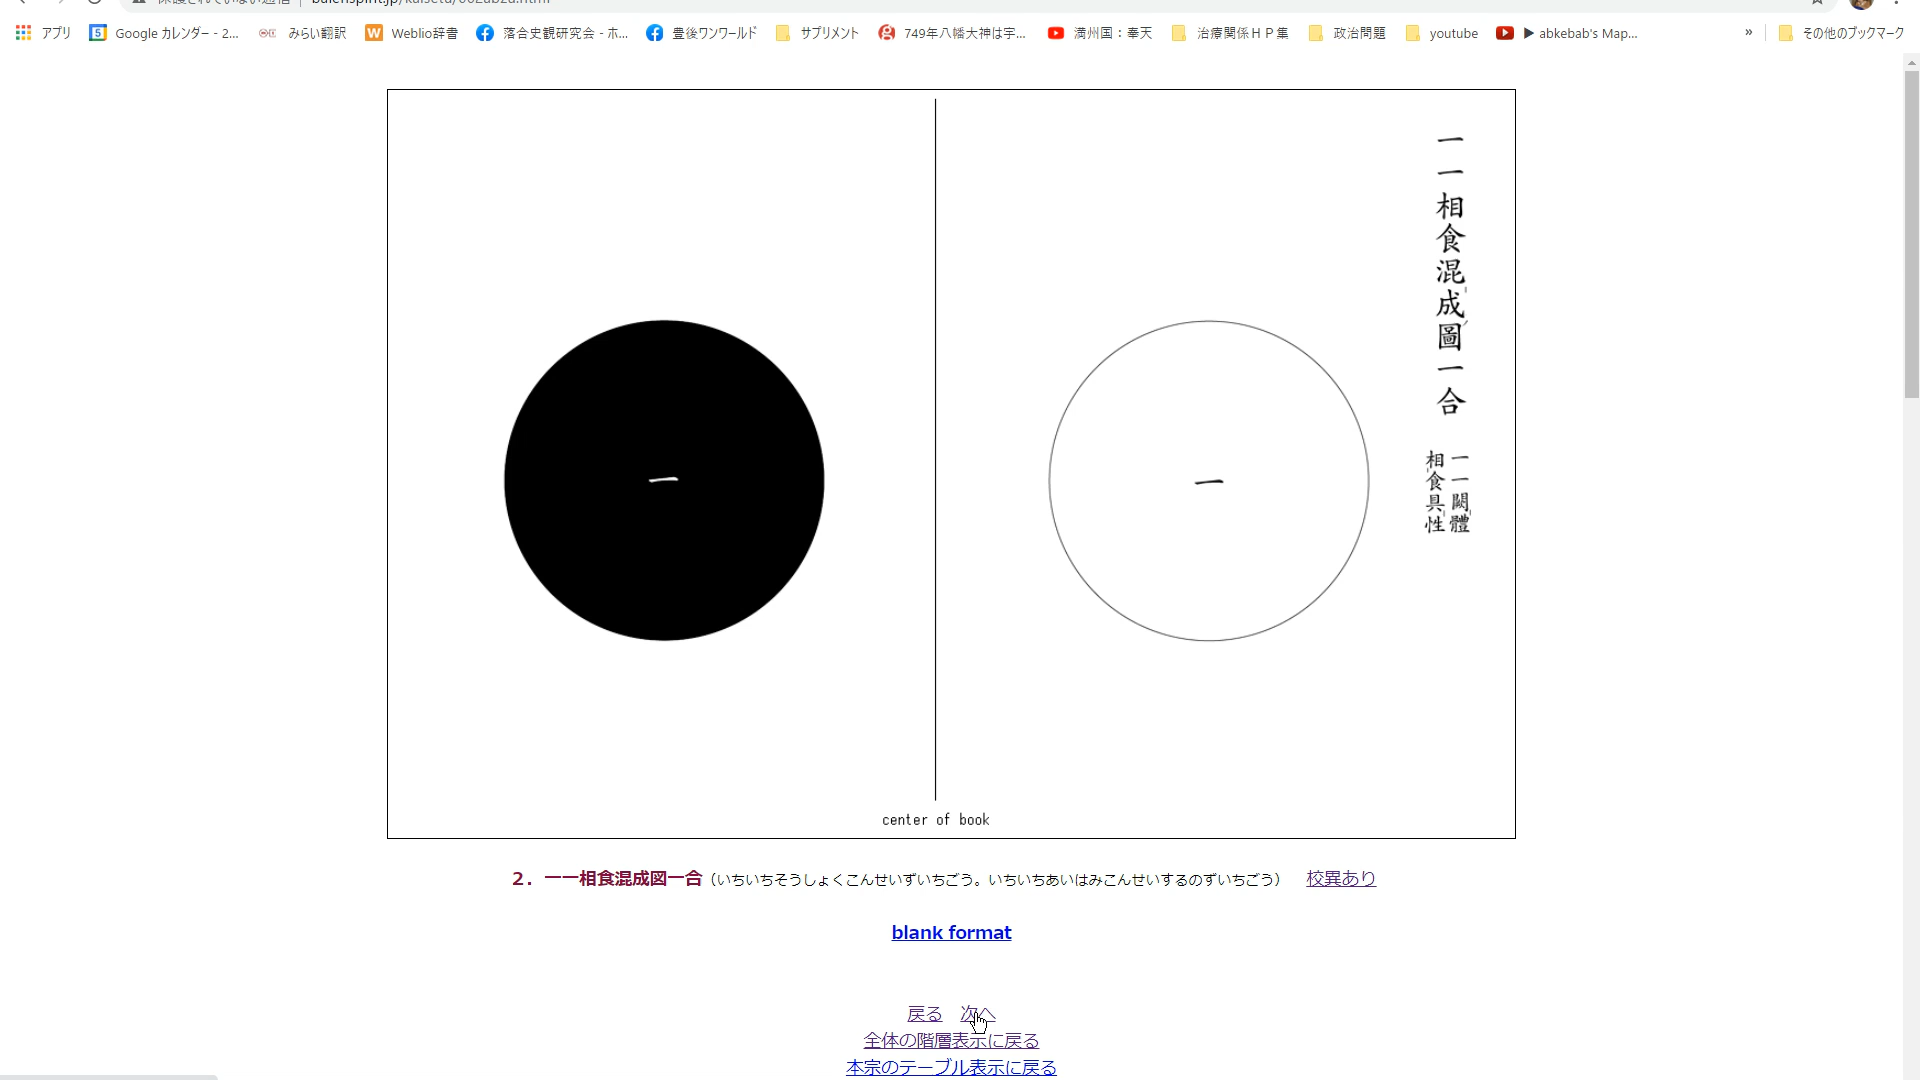 アプリ
Google カレンダー - 2...
みらい翻訳
Weblio辞書
落合史観研究会 - ホ...
豊後ワンワールド
サプリメント
749年八幡大神は宇...
満州国：奉天
治療関係ＨＰ集
政治問題
youtube
▶ abkebab's Map...
»
その他のブックマーク
一一相食混成圖一合
一一闕體
相食具性
一
一
center of book
２．一一相食混成図一合（いちいちそうしょくこんせいずいちごう。いちいちあいはみこんせいするのずいちごう） 校異あり
blank format
戻る 次へ
全体の階層表示に戻る
本宗のテーブル表示に戻る